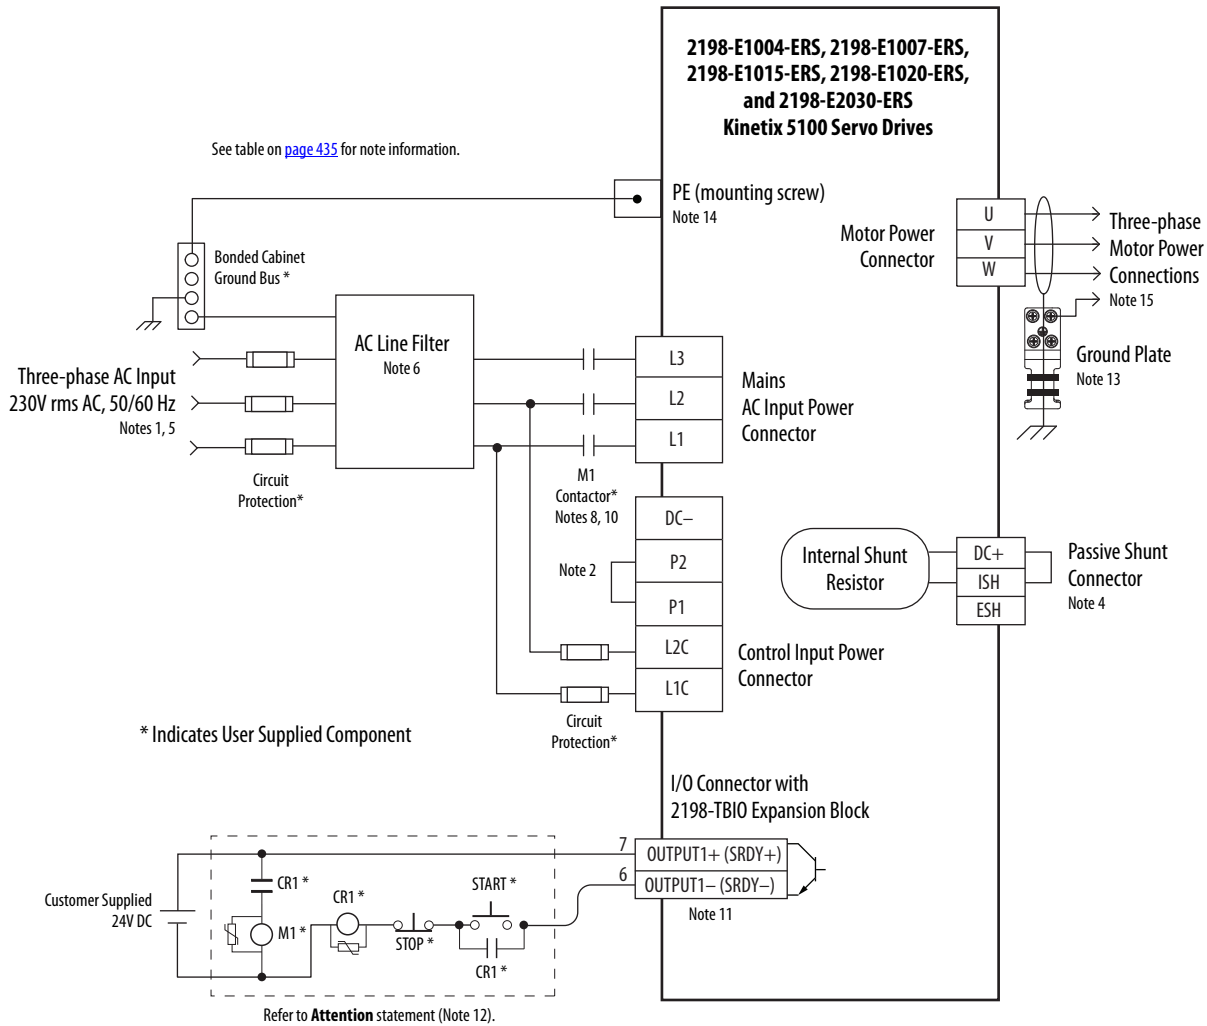 2198-E1004-ERS, 2198-E1007-ERS,
2198-E1015-ERS, 2198-E1020-ERS,
and 2198-E2030-ERS
Kinetix 5100 Servo Drives
See table on page 435 for note information.
PE (mounting screw)
Note 14
Bonded Cabinet
Ground Bus *
Motor Power
Connector
U
V
W
Three-phase
Motor Power
Connections
Note 15
Ground Plate
Note 13
Three-phase AC Input
230V rms AC, 50/60 Hz
Notes 1, 5
AC Line Filter
Note 6
Circuit
Protection*
L3
L2
L1
Mains
AC Input Power
Connector
M1
Contactor*
Notes 8, 10
DC–
P2
P1
L2C
L1C
Note 2
Control Input Power
Connector
Circuit
Protection*
Internal Shunt
Resistor
DC+
ISH
ESH
Passive Shunt
Connector
Note 4
* Indicates User Supplied Component
I/O Connector with
2198-TBIO Expansion Block
7
OUTPUT1+ (SRDY+)
6
OUTPUT1– (SRDY–)
Note 11
Customer Supplied
24V DC
CR1 *
M1 *
CR1 *
STOP *
START *
CR1 *
Refer to Attention statement (Note 12).